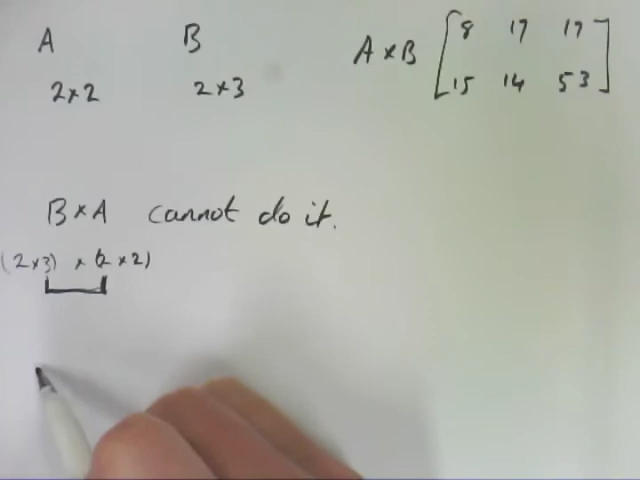 A B
2×2 2×3
A×B [8 17 17
15 14 53]
B×A cannot do it.
(2×3) × (2×2)